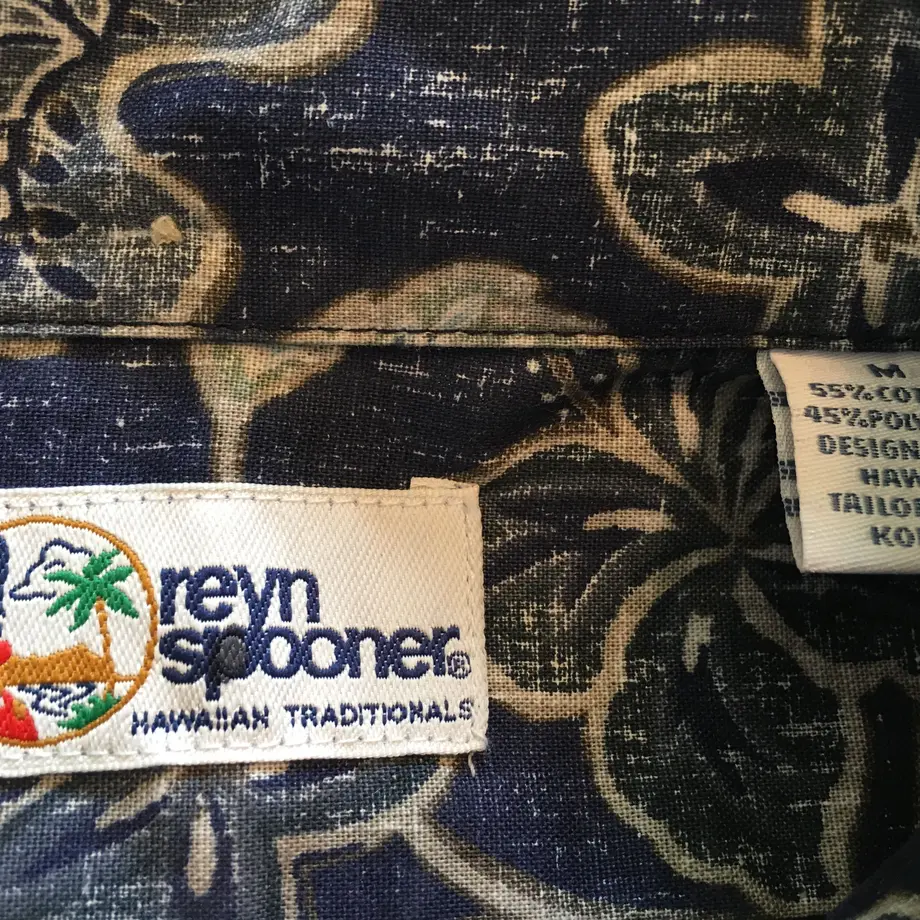 reyn
spooner®
HAWAIIAN TRADITIONALS
M
55%CO
45%POL
DESIGN
HAW
TAILO
KO